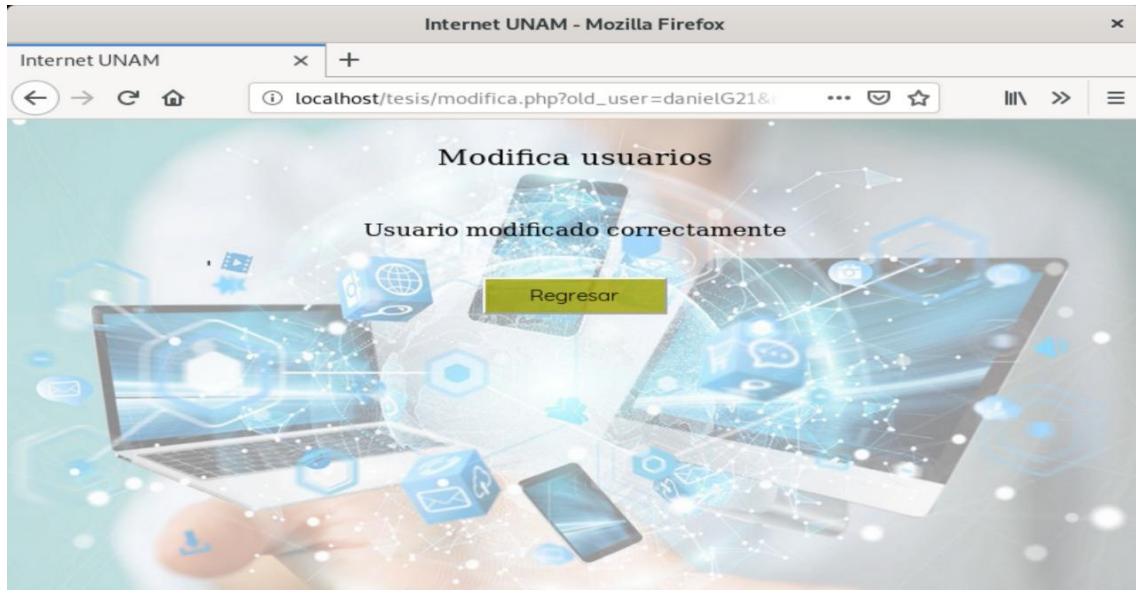 Internet UNAM - Mozilla Firefox
Internet UNAM
localhost/tesis/modifica.php?old_user=danielG21&
Modifica usuarios
Usuario modificado correctamente
Regresar